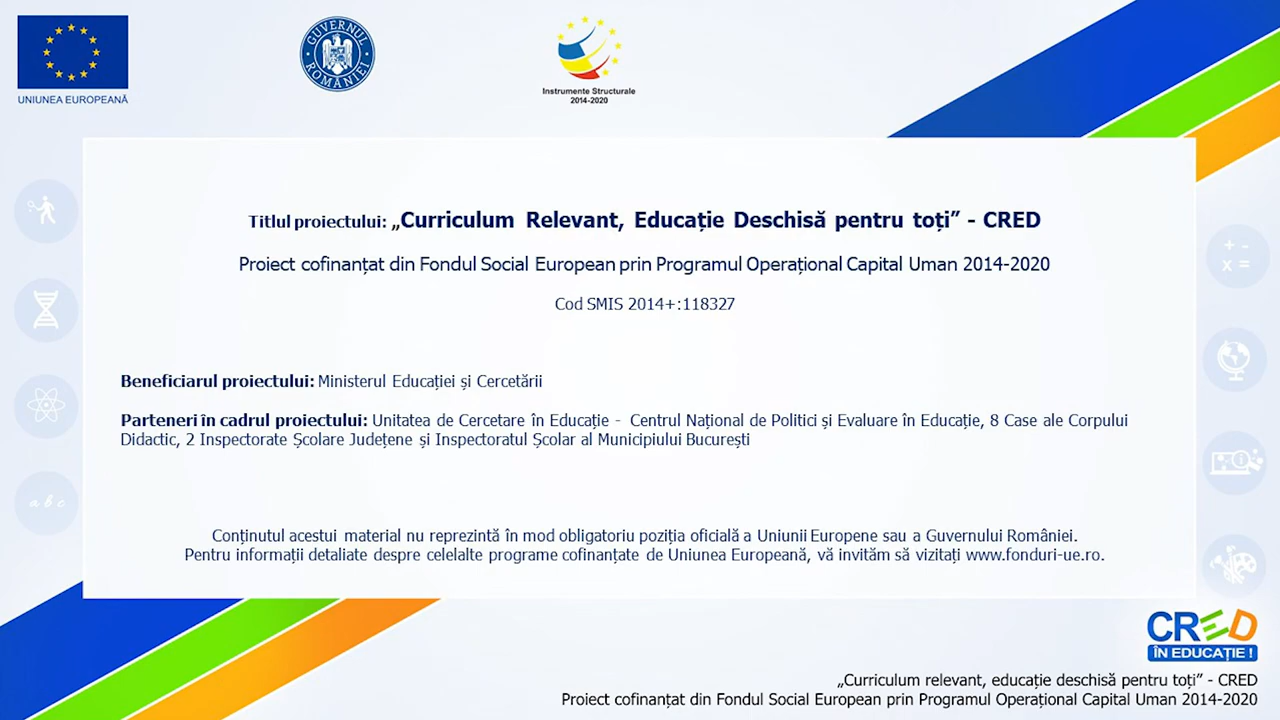 UNIUNEA EUROPEANĂ
GUVERNUL
ROMÂNIEI
Instrumente Structurale
2014-2020
Titlul proiectului: „Curriculum Relevant, Educație Deschisă pentru toți” - CRED
Proiect cofinanțat din Fondul Social European prin Programul Operațional Capital Uman 2014-2020
Cod SMIS 2014+:118327
Beneficiarul proiectului: Ministerul Educației și Cercetării
Parteneri în cadrul proiectului: Unitatea de Cercetare în Educație - Centrul Național de Politici și Evaluare în Educație, 8 Case ale Corpului
Didactic, 2 Inspectorate Școlare Județene și Inspectoratul Școlar al Municipiului București
Conținutul acestui material nu reprezintă în mod obligatoriu poziția oficială a Uniunii Europene sau a Guvernului României.
Pentru informații detaliate despre celelalte programe cofinanțate de Uniunea Europeană, vă invităm să vizitați www.fonduri-ue.ro.
+ -
x =
a b c
CRED
ÎN EDUCAȚIE !
„Curriculum relevant, educație deschisă pentru toți” - CRED
Proiect cofinanțat din Fondul Social European prin Programul Operațional Capital Uman 2014-2020